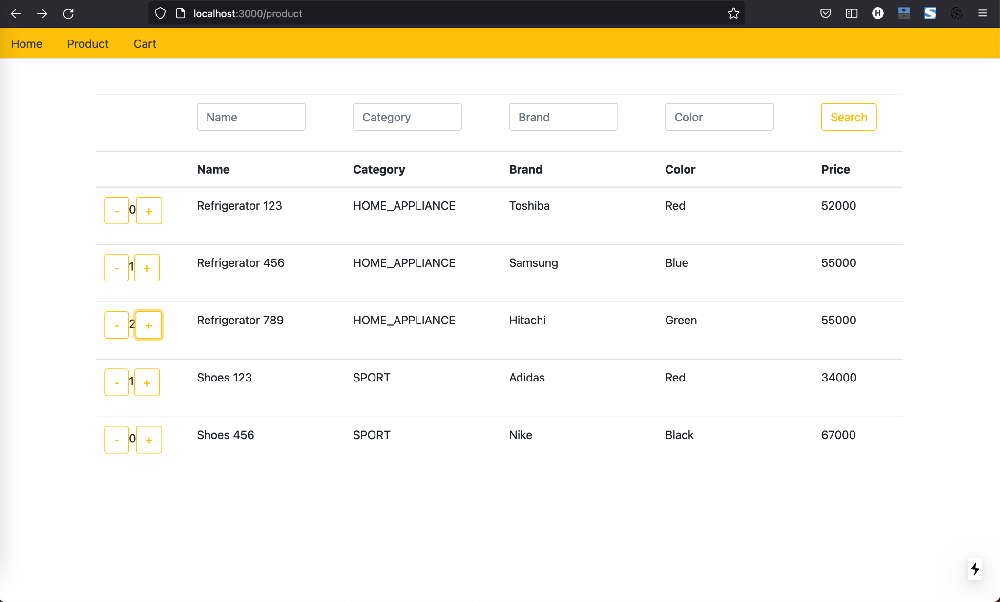 localhost:3000/product
H
S
Home Product Cart
Name Category Brand Color Search
Name Category Brand Color Price
- 0 + Refrigerator 123 HOME_APPLIANCE Toshiba Red 52000
- 1 + Refrigerator 456 HOME_APPLIANCE Samsung Blue 55000
- 2 + Refrigerator 789 HOME_APPLIANCE Hitachi Green 55000
- 1 + Shoes 123 SPORT Adidas Red 34000
- 0 + Shoes 456 SPORT Nike Black 67000